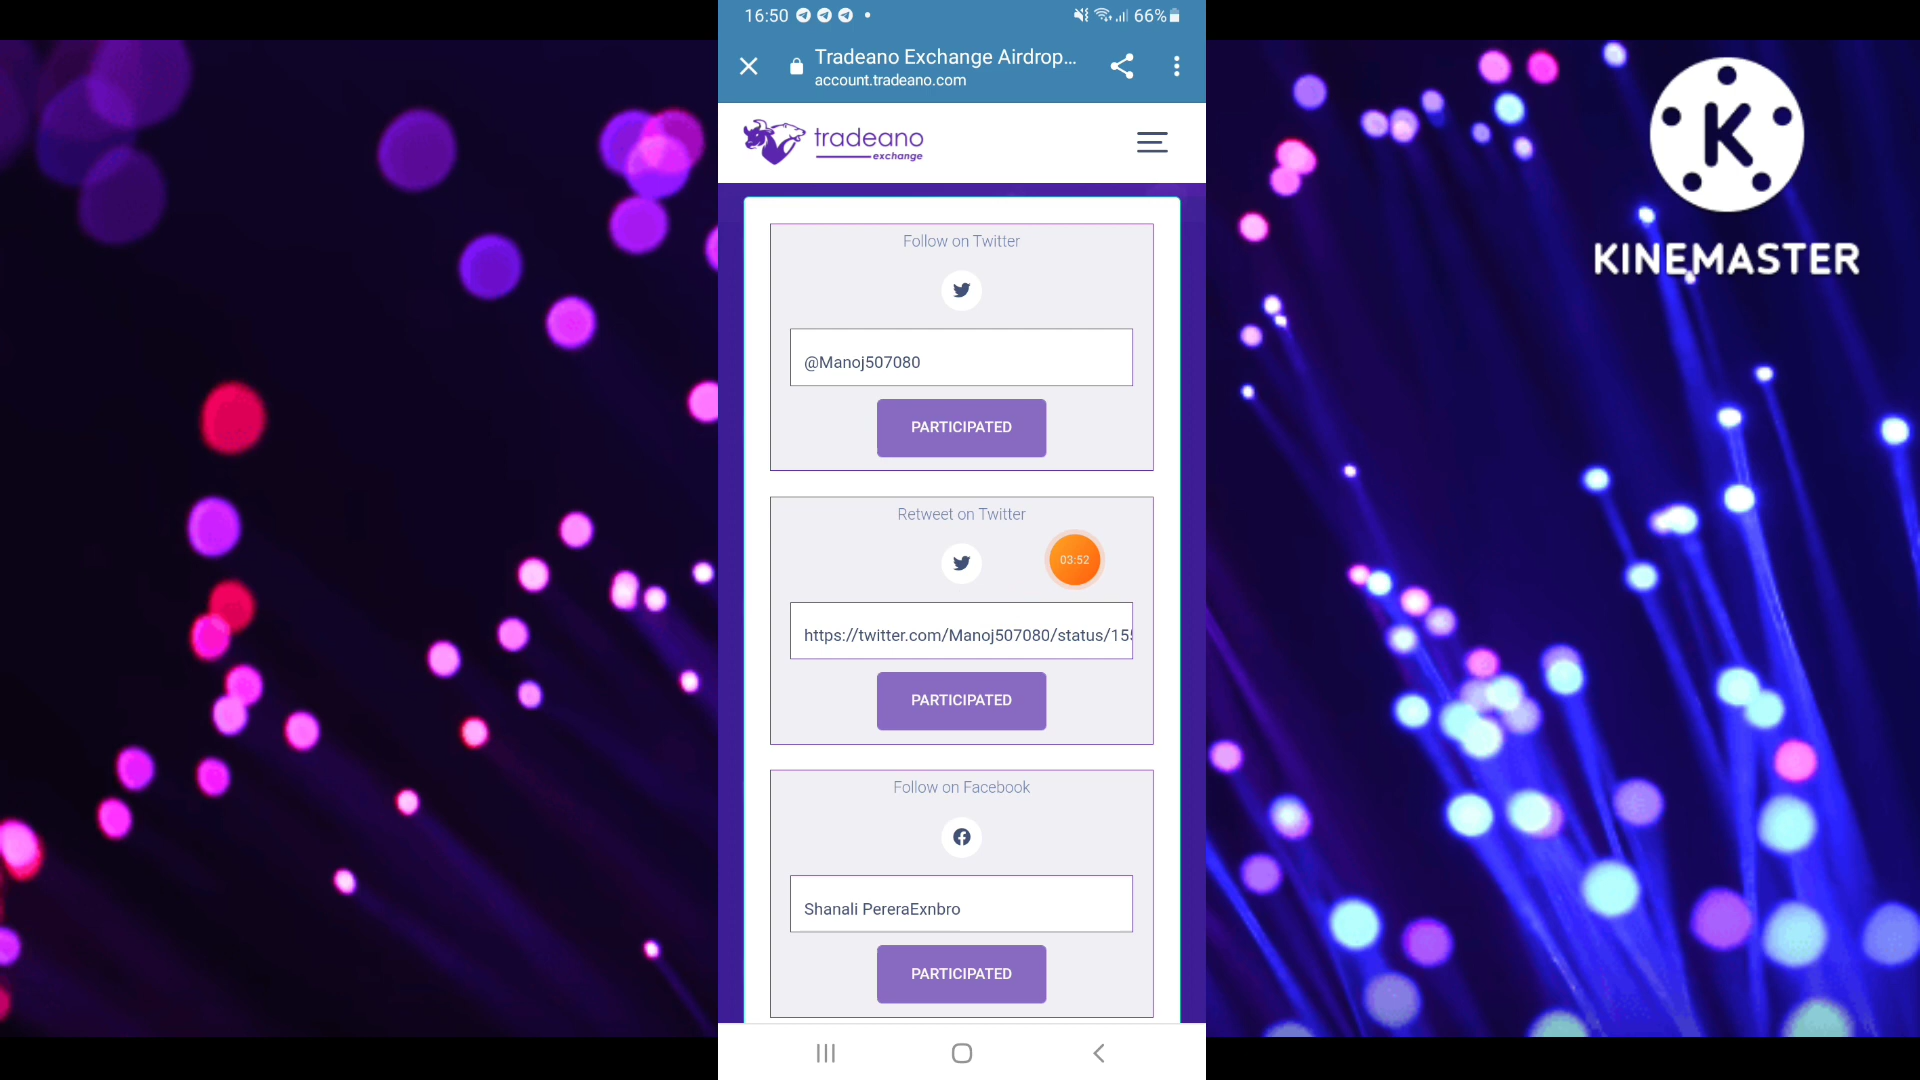 16:50
66%
Tradeano Exchange Airdrop...
account.tradeano.com
tradeano
exchange
Follow on Twitter
@Manoj507080
PARTICIPATED
Retweet on Twitter
03:52
https://twitter.com/Manoj507080/status/155
PARTICIPATED
Follow on Facebook
Shanali PereraExnbro
PARTICIPATED
K
KINEMASTER